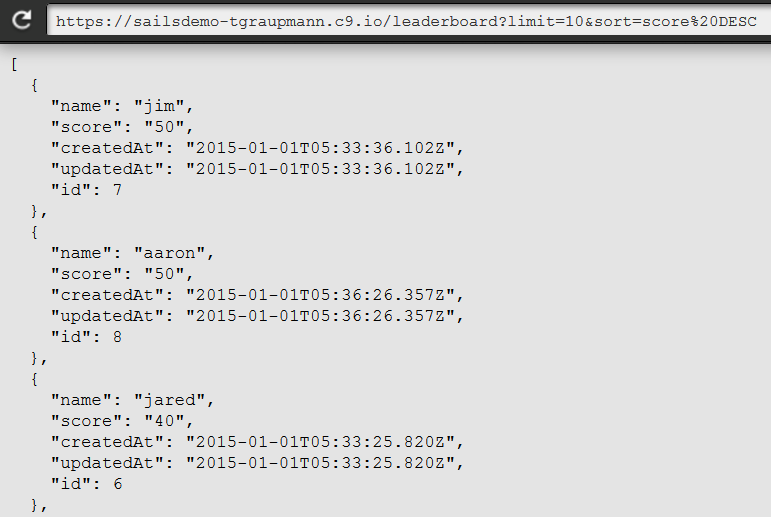 https://sailsdemo-tgraupmann.c9.io/leaderboard?limit=10&sort=score%20DESC
[
  {
    "name": "jim",
    "score": "50",
    "createdAt": "2015-01-01T05:33:36.102Z",
    "updatedAt": "2015-01-01T05:33:36.102Z",
    "id": 7
  },
  {
    "name": "aaron",
    "score": "50",
    "createdAt": "2015-01-01T05:36:26.357Z",
    "updatedAt": "2015-01-01T05:36:26.357Z",
    "id": 8
  },
  {
    "name": "jared",
    "score": "40",
    "createdAt": "2015-01-01T05:33:25.820Z",
    "updatedAt": "2015-01-01T05:33:25.820Z",
    "id": 6
  },